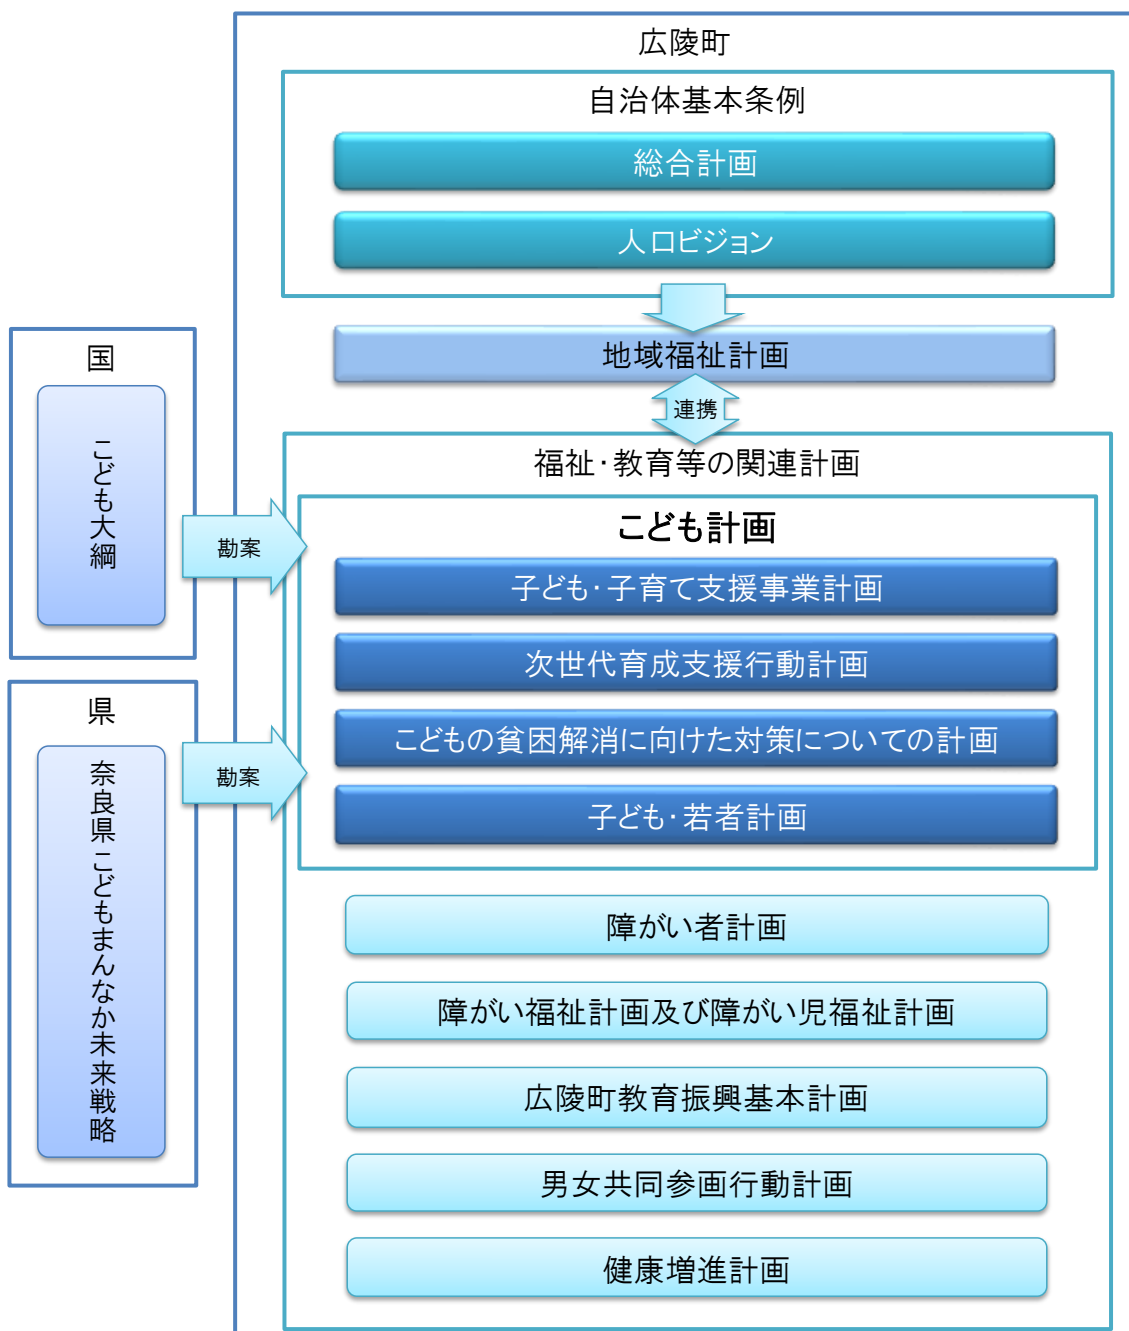 広陵町
自治体基本条例
総合計画
人口ビジョン
地域福祉計画
連携
国
こども大綱
勘案
県
奈良県こどもまんなか未来戦略
勘案
福祉・教育等の関連計画
こども計画
子ども・子育て支援事業計画
次世代育成支援行動計画
こどもの貧困解消に向けた対策についての計画
子ども・若者計画
障がい者計画
障がい福祉計画及び障がい児福祉計画
広陵町教育振興基本計画
男女共同参画行動計画
健康増進計画